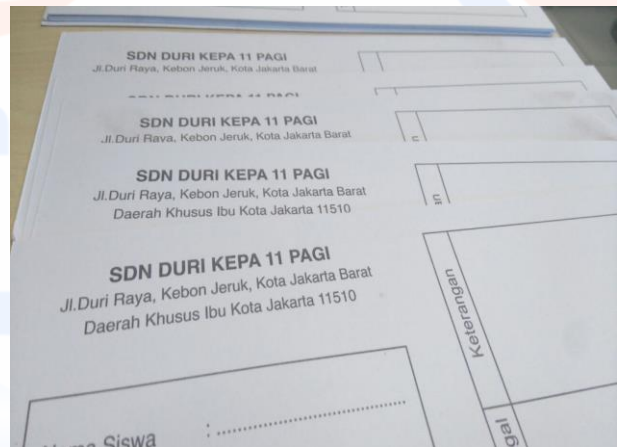 SDN DURI KEPA 11 PAGI
Jl.Duri Raya, Kebon Jeruk, Kota Jakarta Barat
SDN DURI KEPA 11 PAGI
Jl.Duri Raya, Kebon Jeruk, Kota Jakarta Barat
SDN DURI KEPA 11 PAGI
Jl.Duri Raya, Kebon Jeruk, Kota Jakarta Barat
Daerah Khusus Ibu Kota Jakarta 11510
SDN DURI KEPA 11 PAGI
Jl.Duri Raya, Kebon Jeruk, Kota Jakarta Barat
Daerah Khusus Ibu Kota Jakarta 11510
Keterangan
Siswa : ........................................